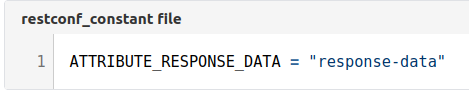 restconf_constant file
1 ATTRIBUTE_RESPONSE_DATA = "response-data"